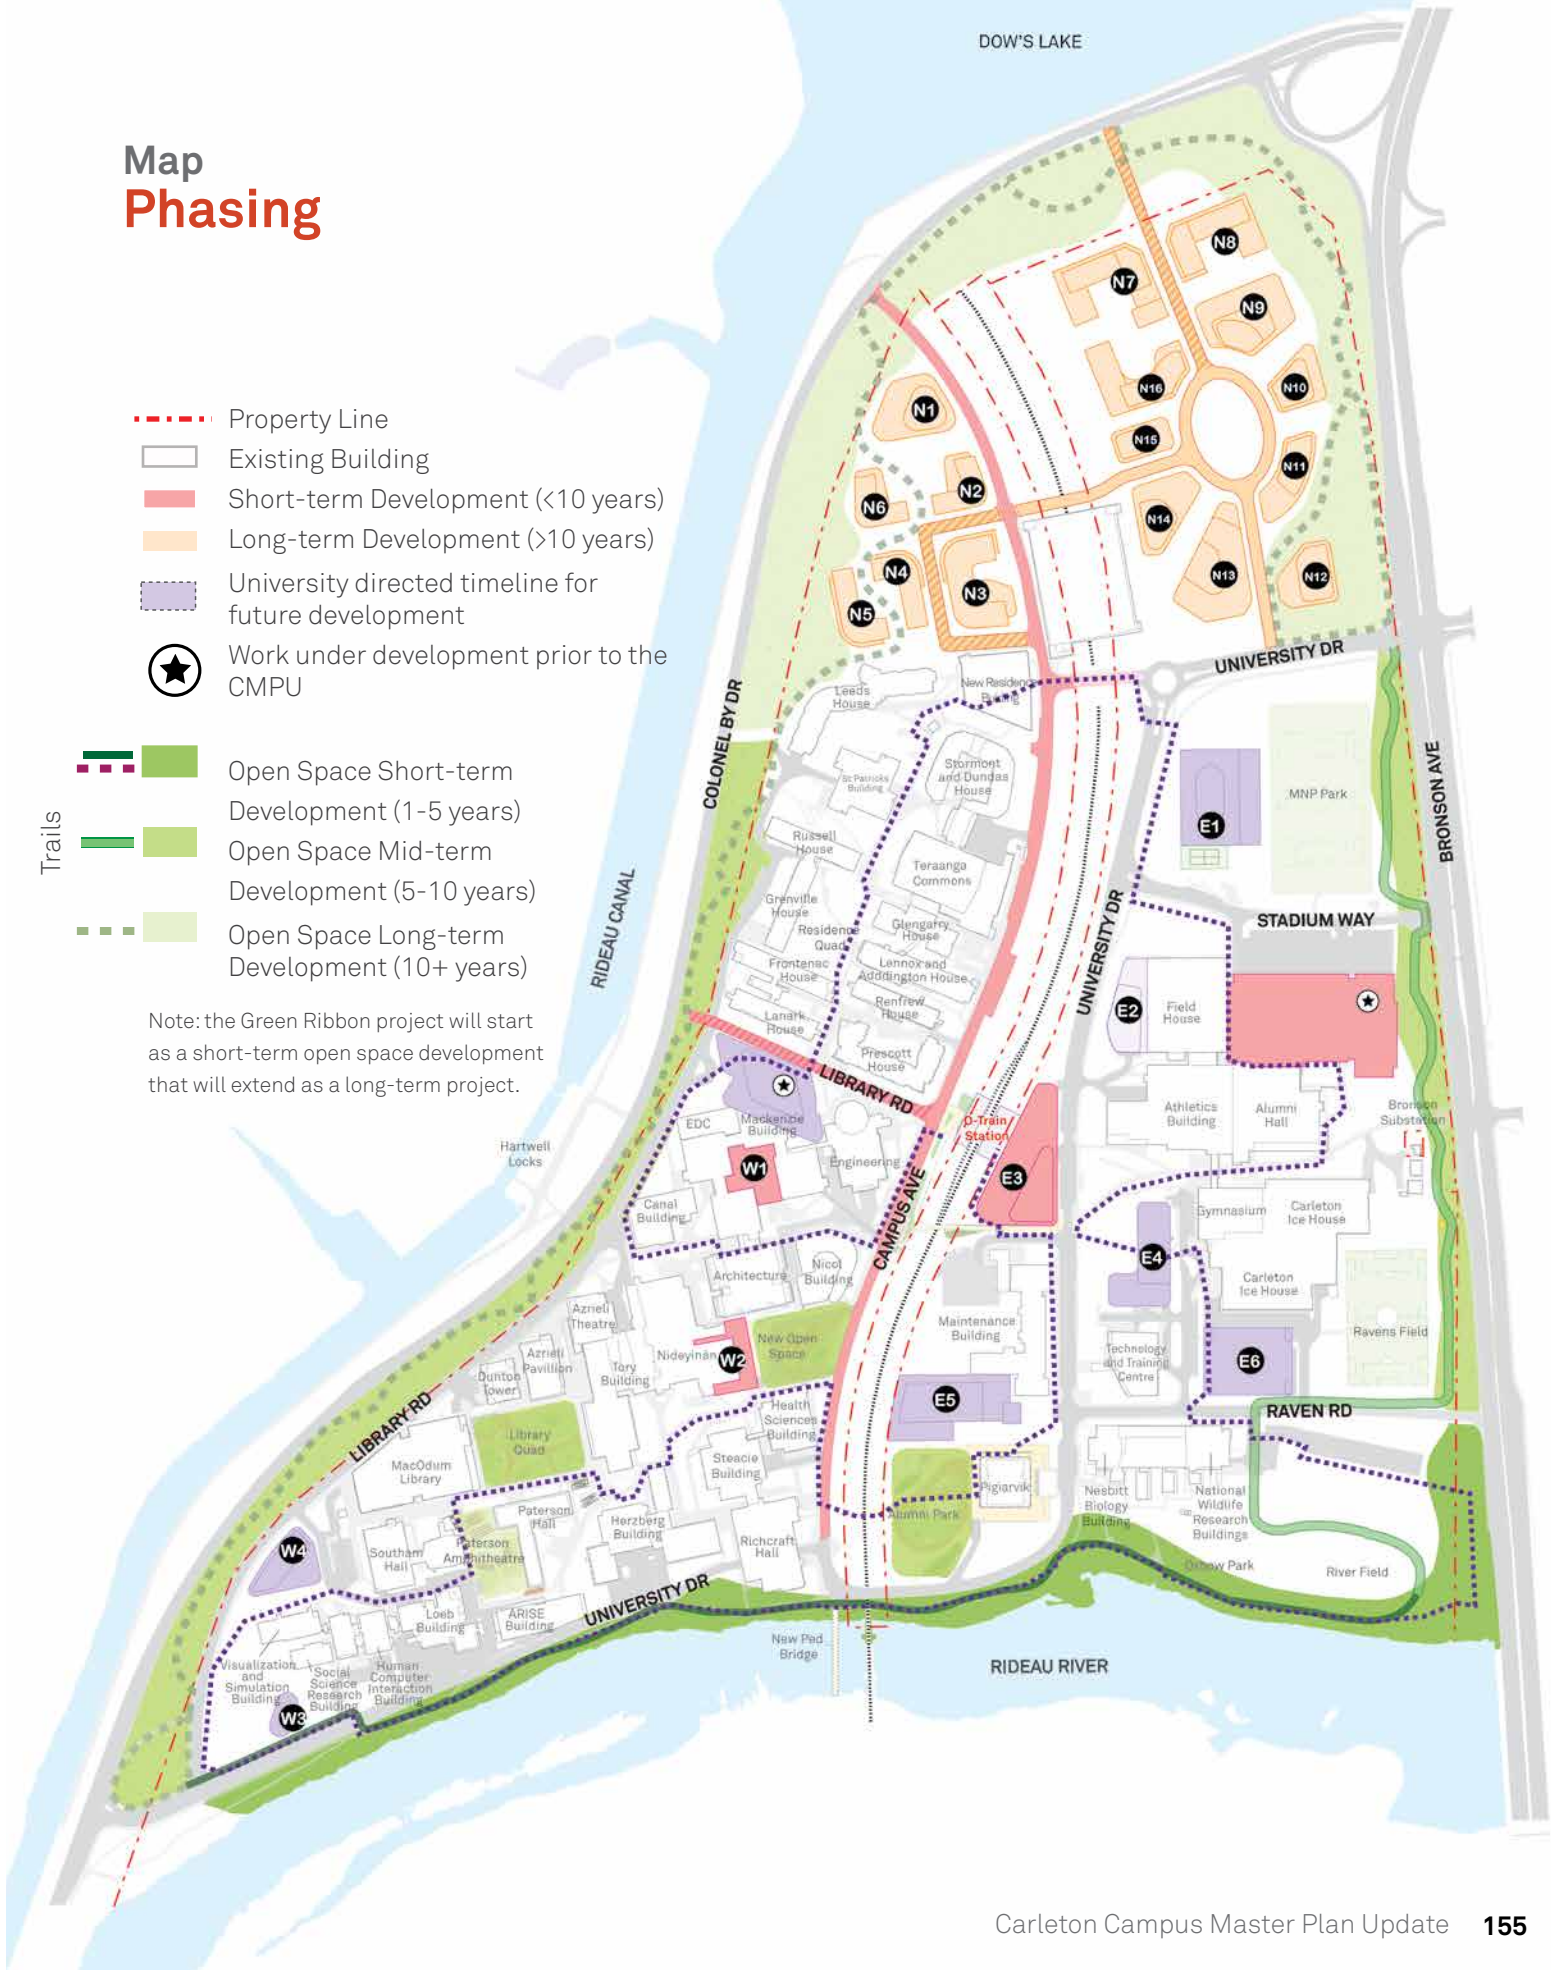 DOW'S LAKE
Map
Phasing
Property Line
Existing Building
Short-term Development (<10 years)
Long-term Development (>10 years)
University directed timeline for
future development
Work under development prior to the
CMPU
Trails
Open Space Short-term
Development (1-5 years)
Open Space Mid-term
Development (5-10 years)
Open Space Long-term
Development (10+ years)
Note: the Green Ribbon project will start
as a short-term open space development
that will extend as a long-term project.
N8
N7
N9
N16
N10
N1
N15
N11
N2
N6
N14
N4
N13
N12
N3
N5
UNIVERSITY DR
COLONEL BY DR
Leeds
House
New Residence
Building
St Patricks
Building
Stormont
and Dundas
House
MNP Park
E1
BRONSON AVE
Russell
House
Teraanga
Commons
RIDEAU CANAL
Grenville
House
Residence
Quad
Glengarry
House
STADIUM WAY
UNIVERSITY DR
Frontenac
House
Lennox and
Adddington House
E2
Field
House
Renfrew
House
Lanark
House
Prescott
House
LIBRARY RD
Mackenzie
Building
EDC
O-Train
Station
Athletics
Building
Alumni
Hall
Bronson
Substation
Hartwell
Locks
W1
Engineering
E3
CAMPUS AVE
Canal
Building
Gymnasium
Carleton
Ice House
Architecture
Nicol
Building
E4
Carleton
Ice House
Azrieli
Theatre
Maintenance
Building
Ravens Field
New Open
Space
Nideyinàn
W2
Azrieli
Pavillion
Tory
Building
Dunton
Tower
Technology
and Training
Centre
E6
E5
Health
Sciences
Building
RAVEN RD
LIBRARY RD
Library
Quad
MacOdum
Library
Steacie
Building
Pigiarvik
Nesbitt
Biology
Building
National
Wildlife
Research
Buildings
Alumni Park
Paterson
Hall
Herzberg
Building
Richcraft
Hall
W4
Southam
Hall
Paterson
Amphitheatre
Oxbow Park
River Field
UNIVERSITY DR
Loeb
Building
ARISE
Building
New Ped
Bridge
RIDEAU RIVER
Visualization
and
Simulation
Building
Social
Science
Research
Building
Human
Computer
Interaction
Building
W3
Carleton Campus Master Plan Update 155